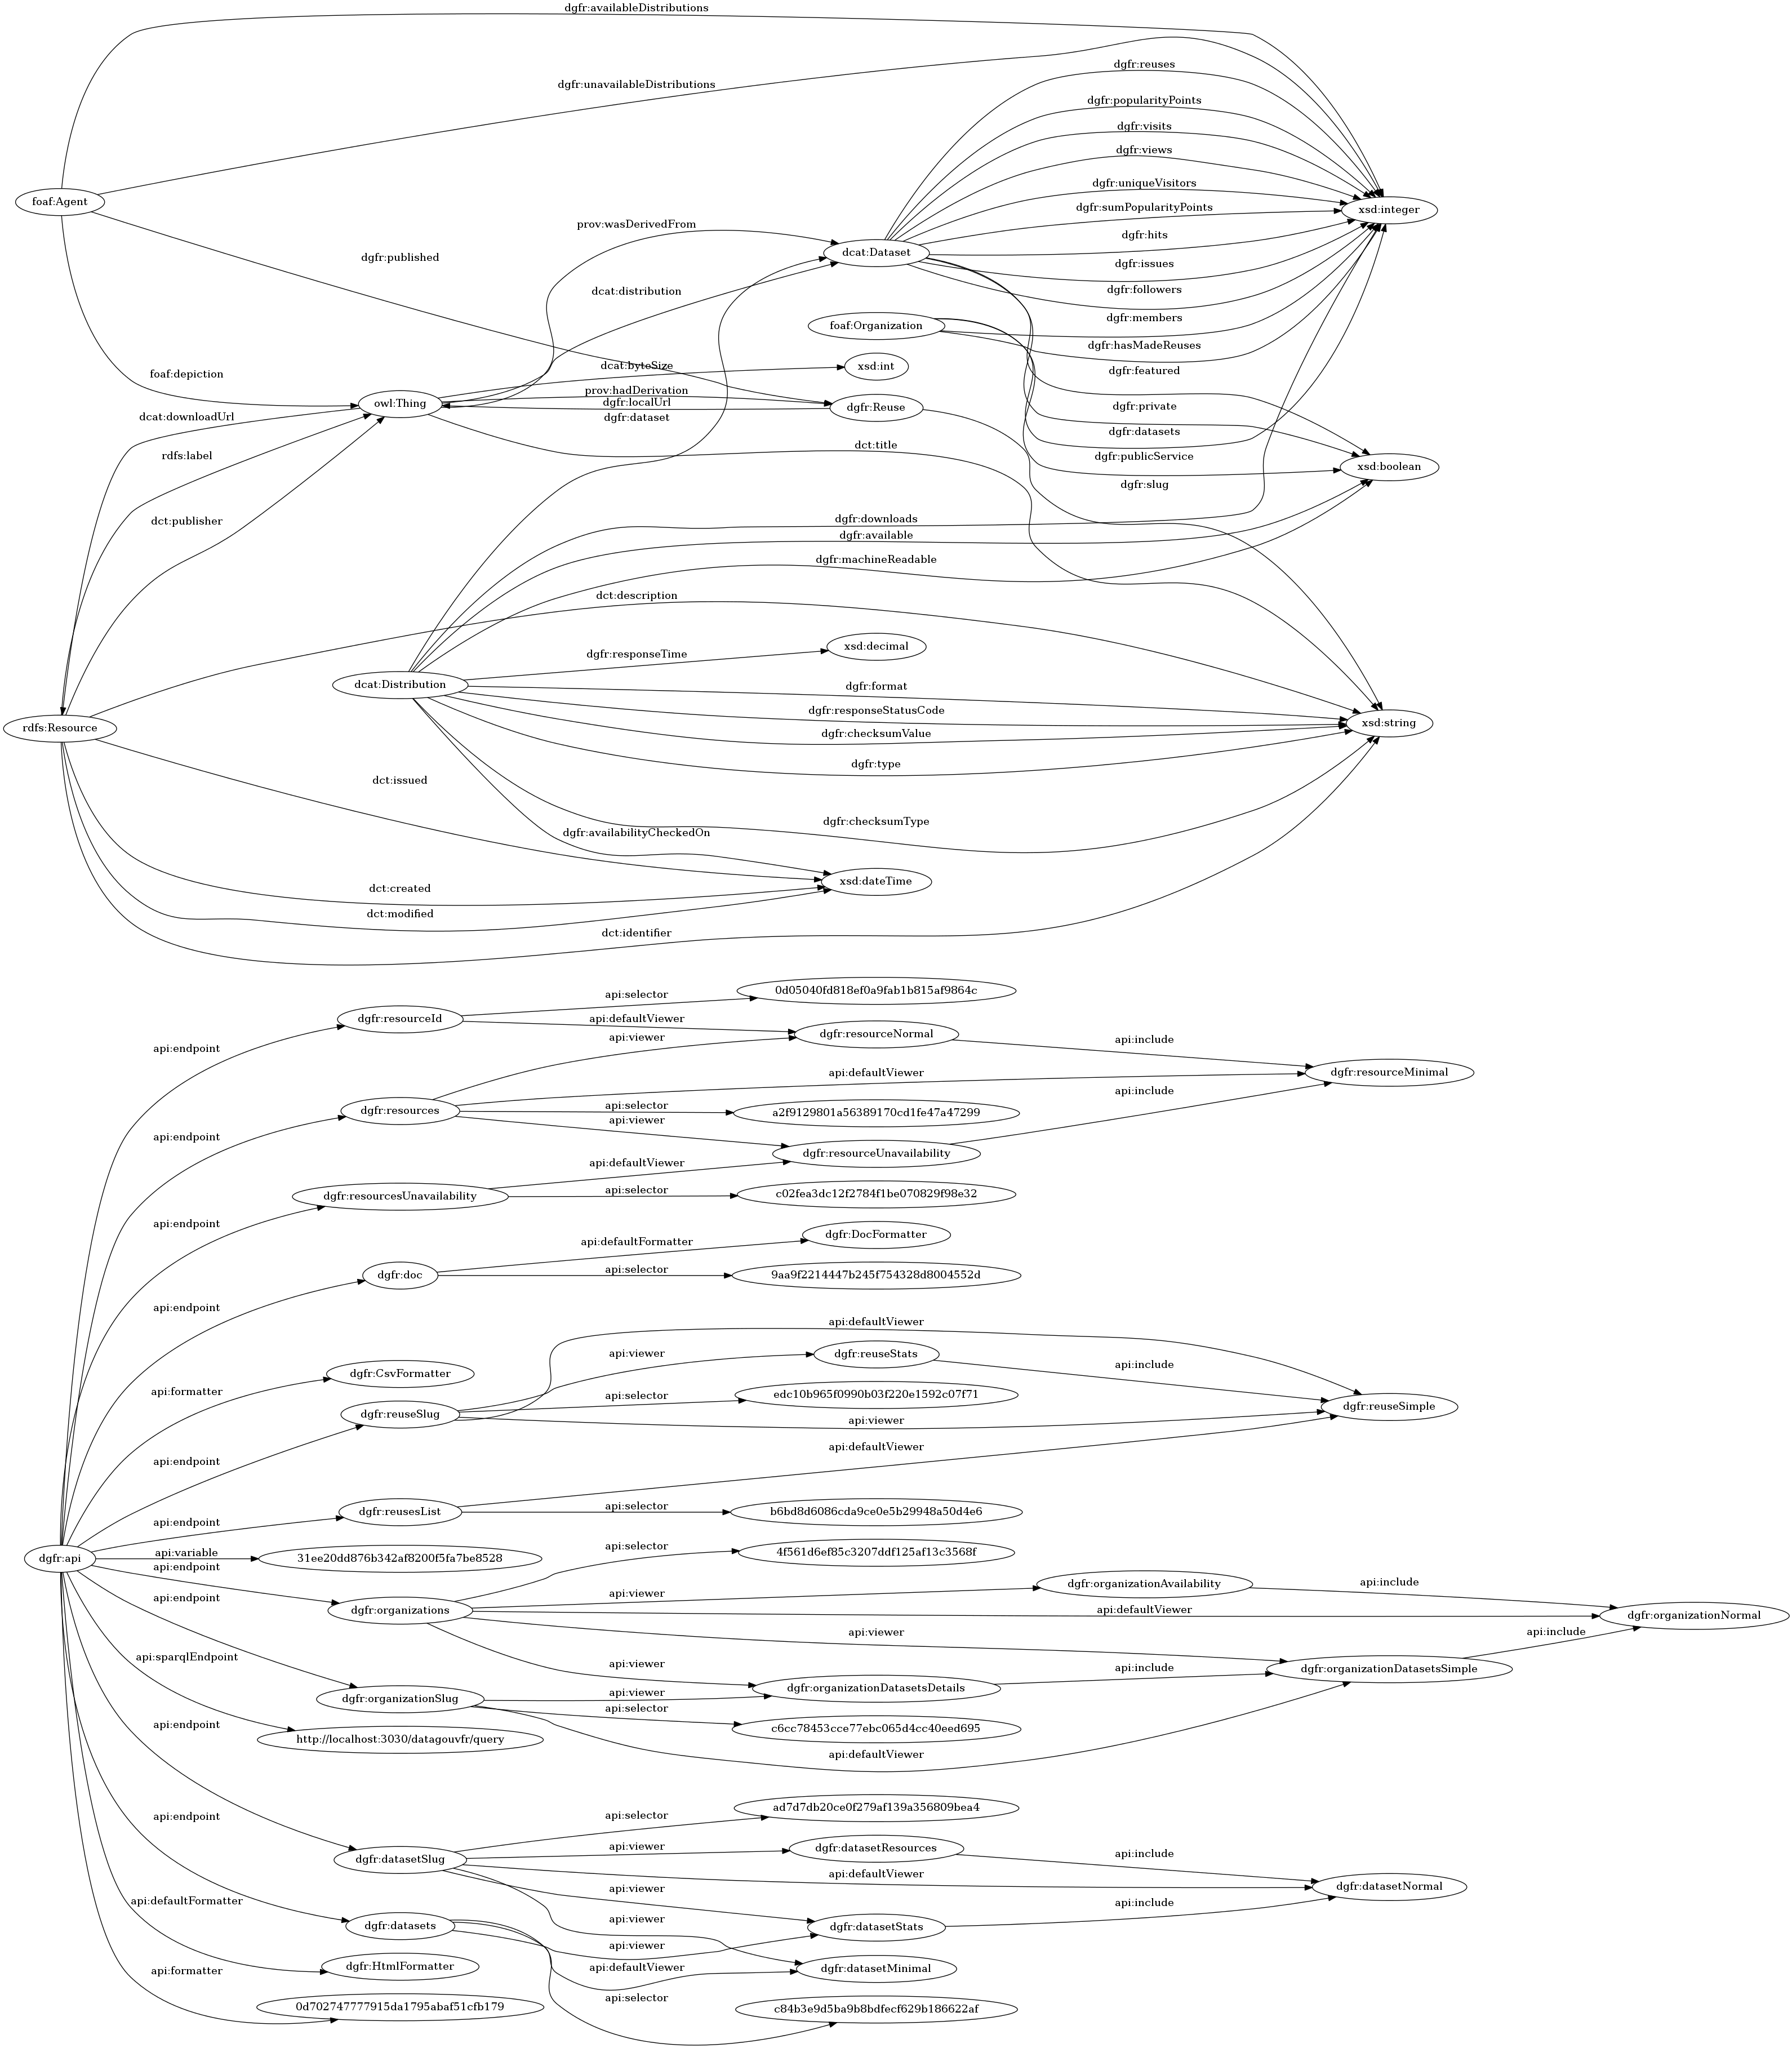 dgfr:availableDistributions
dgfr:reuses
dgfr:unavailableDistributions
dgfr:popularityPoints
dgfr:visits
dgfr:views
dgfr:uniqueVisitors
foaf:Agent
dgfr:sumPopularityPoints
xsd:integer
prov:wasDerivedFrom
dgfr:hits
dcat:Dataset
dgfr:published
dgfr:issues
dcat:distribution
dgfr:followers
dgfr:members
foaf:Organization
dgfr:hasMadeReuses
dcat:byteSize
xsd:int
dgfr:featured
foaf:depiction
prov:hadDerivation
owl:Thing
dgfr:localUrl
dgfr:Reuse
dgfr:private
dcat:downloadUrl
dgfr:dataset
dgfr:datasets
dct:title
rdfs:label
dgfr:publicService
xsd:boolean
dgfr:slug
dct:publisher
dgfr:downloads
dgfr:available
dgfr:machineReadable
dct:description
xsd:decimal
dgfr:responseTime
dcat:Distribution
dgfr:format
dgfr:responseStatusCode
xsd:string
rdfs:Resource
dgfr:checksumValue
dgfr:type
dct:issued
dgfr:checksumType
dgfr:availabilityCheckedOn
xsd:dateTime
dct:created
dct:modified
dct:identifier
api:selector
0d05040fd818ef0a9fab1b815af9864c
dgfr:resourceId
api:defaultViewer
dgfr:resourceNormal
api:viewer
api:include
api:endpoint
api:defaultViewer
dgfr:resourceMinimal
api:include
dgfr:resources
api:selector
a2f9129801a56389170cd1fe47a47299
api:viewer
api:endpoint
dgfr:resourceUnavailability
api:defaultViewer
dgfr:resourcesUnavailability
api:selector
c02fea3dc12f2784f1be070829f98e32
api:endpoint
dgfr:DocFormatter
api:defaultFormatter
dgfr:doc
api:selector
9aa9f2214447b245f754328d8004552d
api:endpoint
api:defaultViewer
api:viewer
dgfr:reuseStats
api:include
dgfr:CsvFormatter
api:formatter
api:selector
edc10b965f0990b03f220e1592c07f71
dgfr:reuseSimple
dgfr:reuseSlug
api:viewer
api:defaultViewer
api:endpoint
api:selector
b6bd8d6086cda9ce0e5b29948a50d4e6
dgfr:reusesList
api:endpoint
api:selector
4f561d6ef85c3207ddf125af13c3568f
dgfr:api
api:variable
31ee20dd876b342af8200f5fa7be8528
api:endpoint
dgfr:organizationAvailability
api:include
api:viewer
api:endpoint
dgfr:organizations
api:defaultViewer
dgfr:organizationNormal
api:viewer
api:include
api:sparqlEndpoint
api:viewer
api:include
dgfr:organizationDatasetsSimple
dgfr:organizationDatasetsDetails
dgfr:organizationSlug
api:viewer
api:selector
c6cc78453cce77ebc065d4cc40eed695
api:endpoint
http://localhost:3030/datagouvfr/query
api:defaultViewer
api:selector
ad7d7db20ce0f279af139a356809bea4
api:endpoint
api:viewer
dgfr:datasetResources
api:include
dgfr:datasetSlug
api:defaultViewer
dgfr:datasetNormal
api:viewer
api:defaultFormatter
api:include
api:viewer
dgfr:datasets
dgfr:datasetStats
api:viewer
api:formatter
dgfr:HtmlFormatter
api:defaultViewer
dgfr:datasetMinimal
api:selector
0d702747777915da1795abaf51cfb179
c84b3e9d5ba9b8bdfecf629b186622af